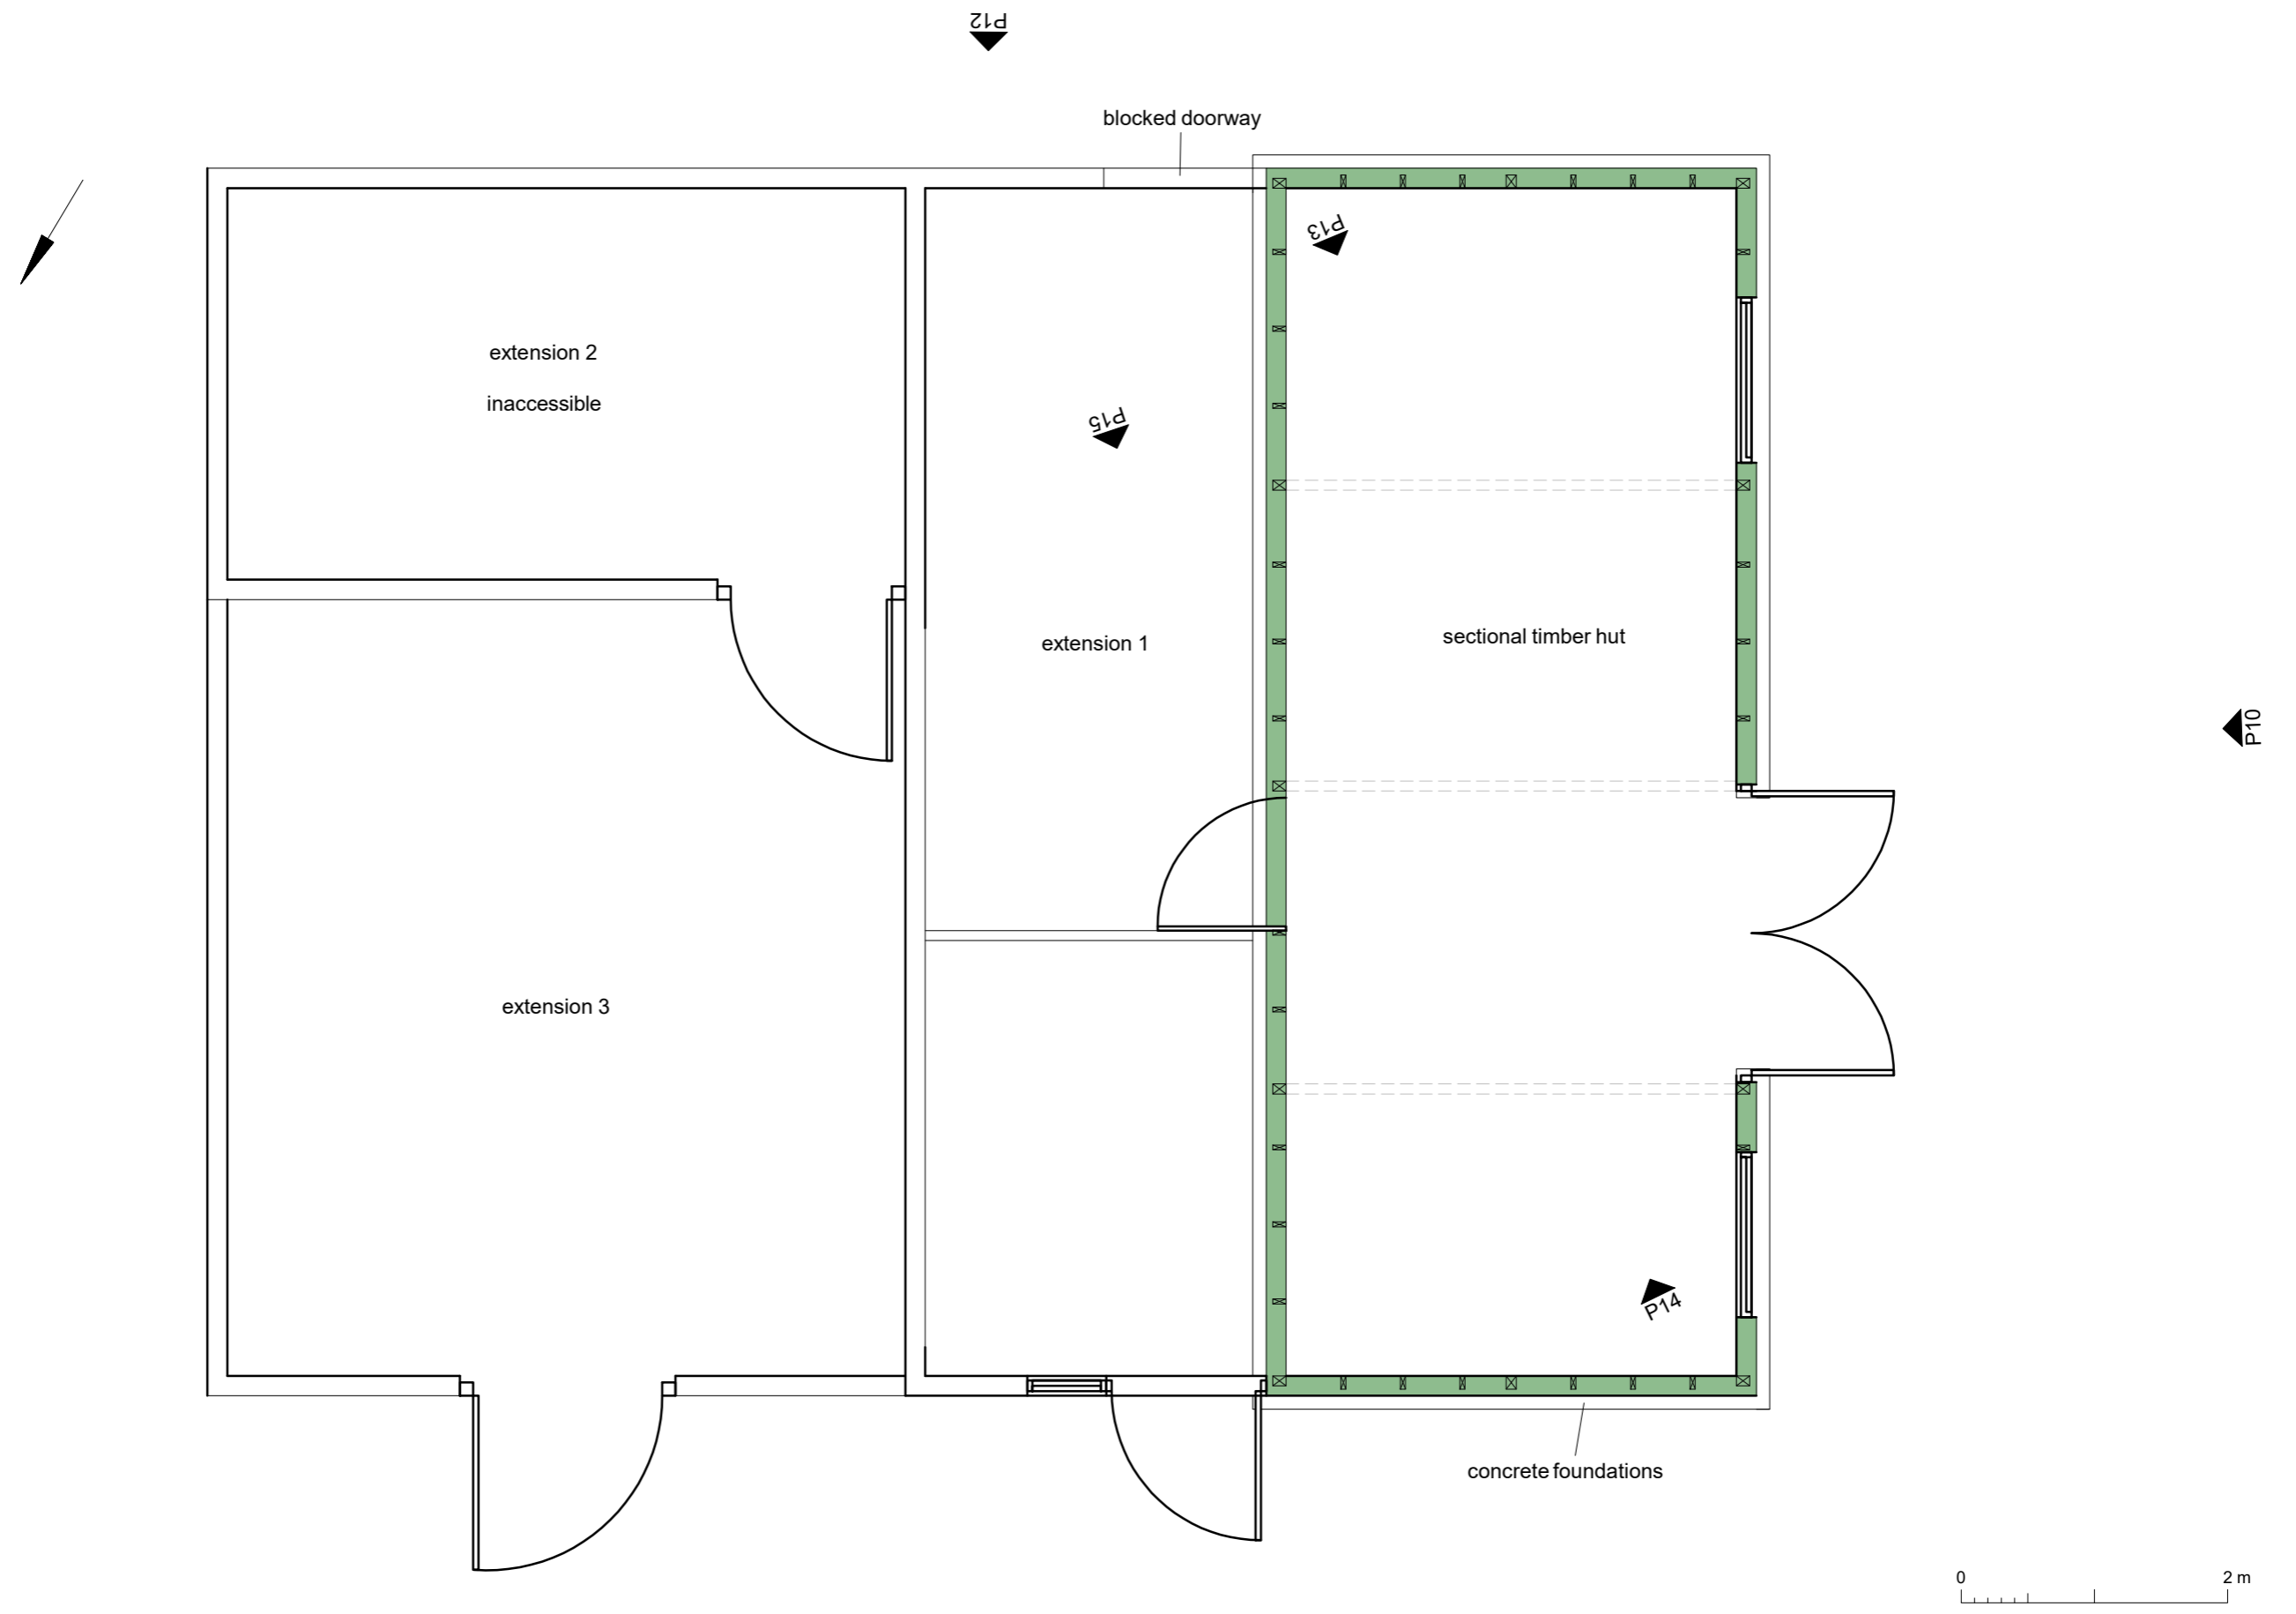 P12
blocked doorway
P13
extension 2
inaccessible
P15
extension 1
sectional timber hut
P10
extension 3
P14
concrete foundations
0 2 m